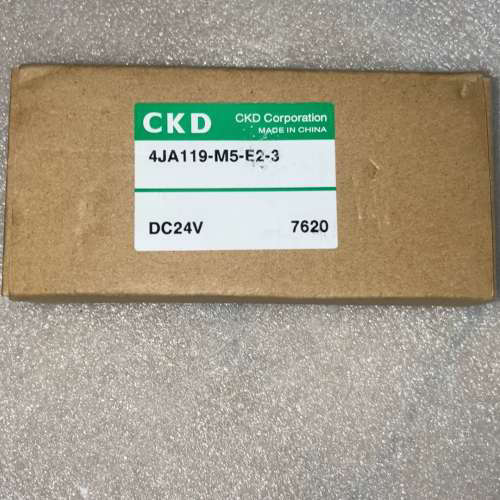 CKD
CKD Corporation
MADE IN CHINA
4JA119-M5-E2-3
DC24V 7620